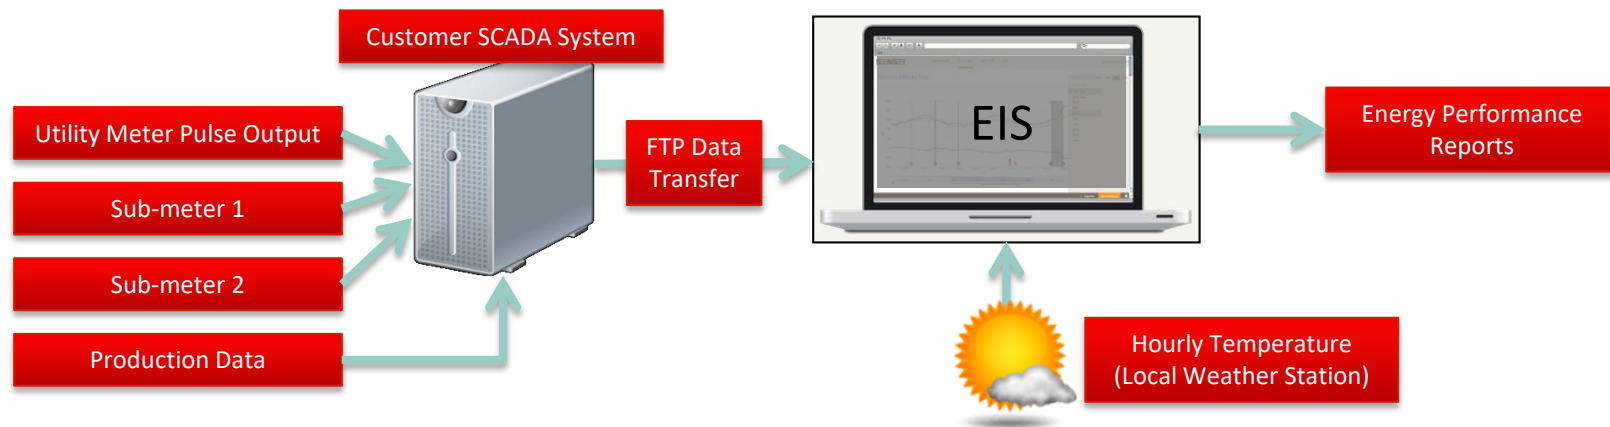 Customer SCADA System
Utility Meter Pulse Output
Sub-meter 1
Sub-meter 2
Production Data
FTP Data
Transfer
EIS
Energy Performance
Reports
Hourly Temperature
(Local Weather Station)